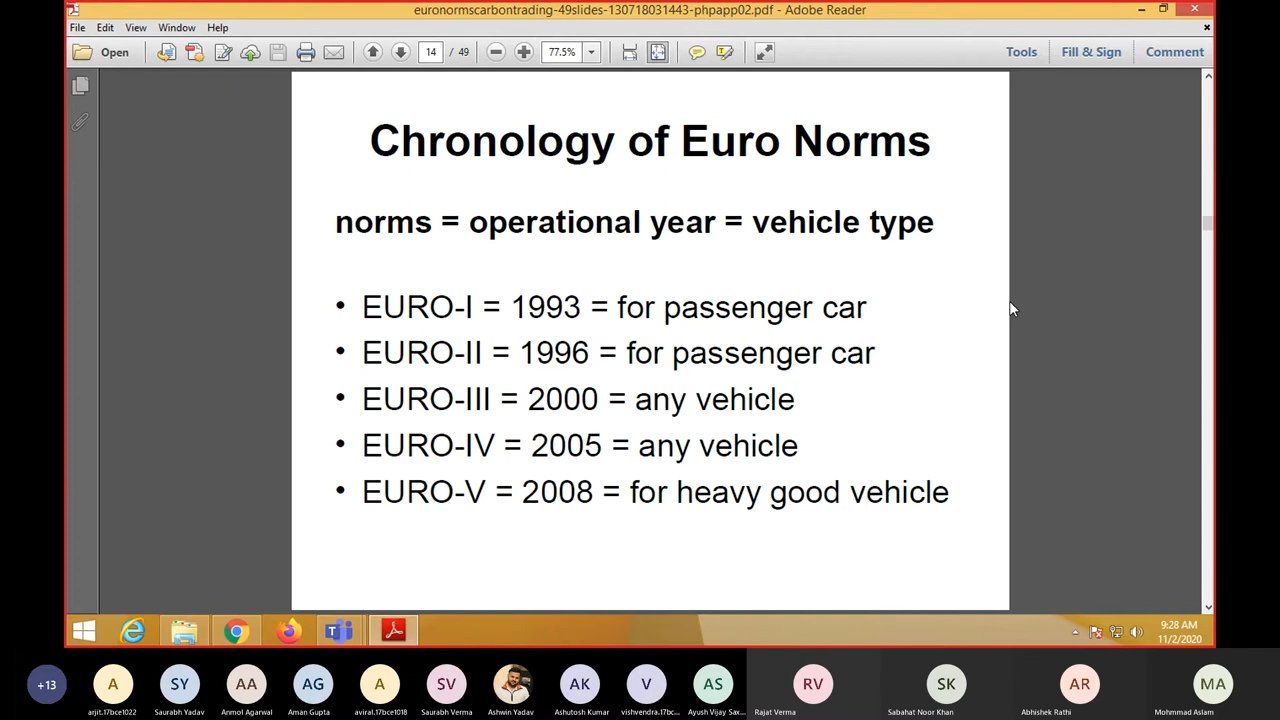 euronormscarbontrading-49slides-130718031443-phpapp02.pdf - Adobe Reader
File Edit View Window Help
Open 14 / 49 77.5% Tools Fill & Sign Comment
Chronology of Euro Norms
norms = operational year = vehicle type
• EURO-I = 1993 = for passenger car
• EURO-II = 1996 = for passenger car
• EURO-III = 2000 = any vehicle
• EURO-IV = 2005 = any vehicle
• EURO-V = 2008 = for heavy good vehicle
9:28 AM
11/2/2020
+13 A SY AA AG A SV AK V AS RV SK AR MA
arjit.17bce1022 Saurabh Yadav Anmol Agarwal Aman Gupta aviral.17bce1018 Saurabh Verma Ashwin Yadav Ashutosh Kumar vishvendra.17bc... Ayush Vijay Sax... Rajat Verma Sabahat Noor Khan Abhishek Rathi Mohmmad Aslam